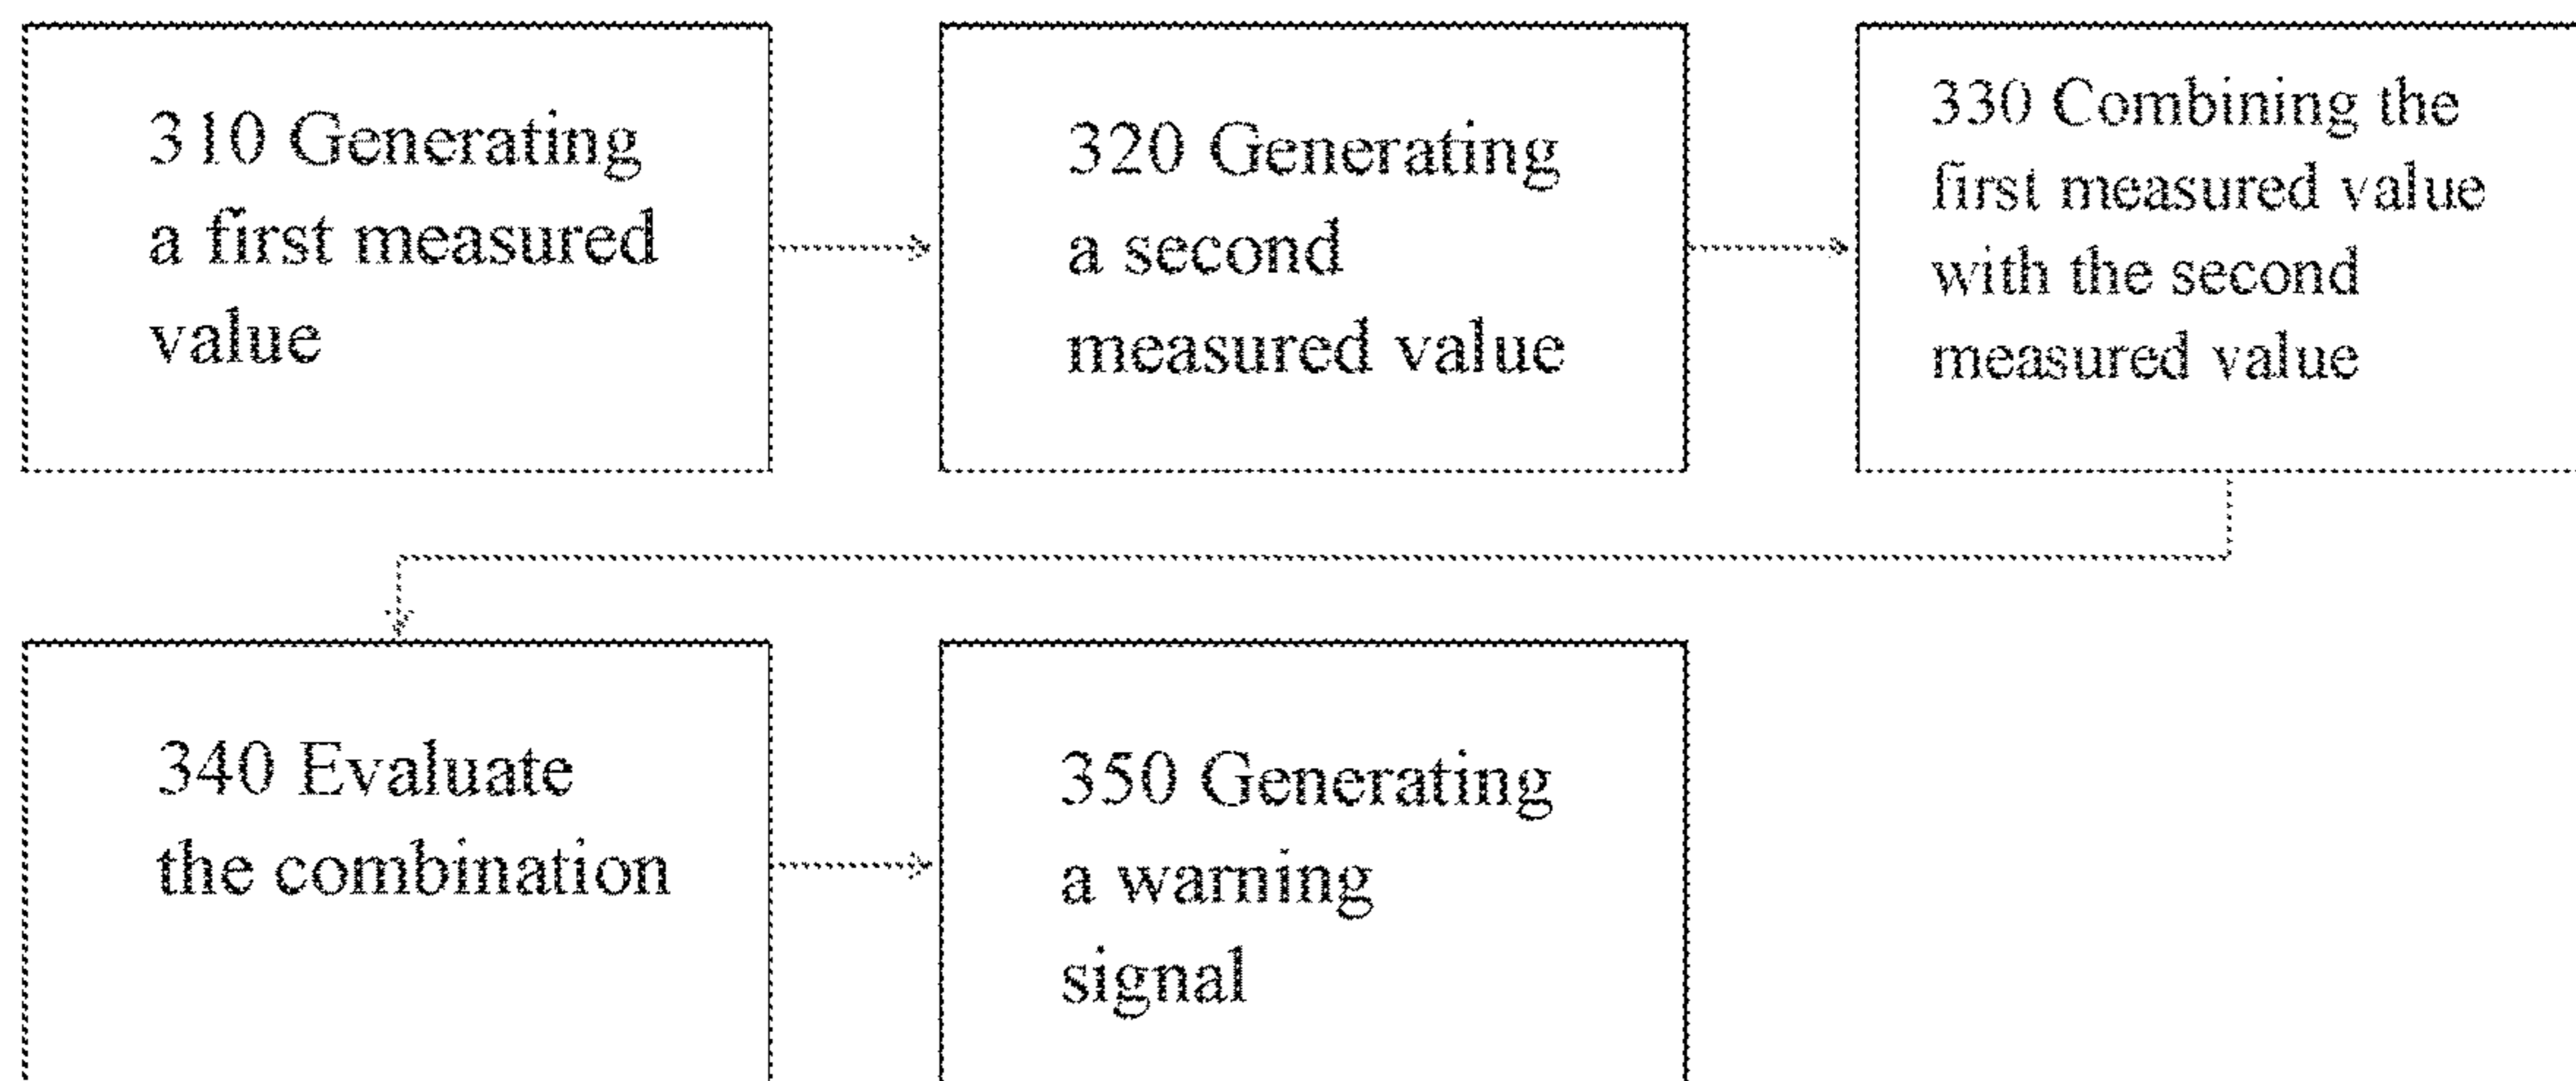 310 Generating
a first measured
value
320 Generating
a second
measured value
330 Combining the
first measured value
with the second
measured value
340 Evaluate
the combination
350 Generating
a warning
signal